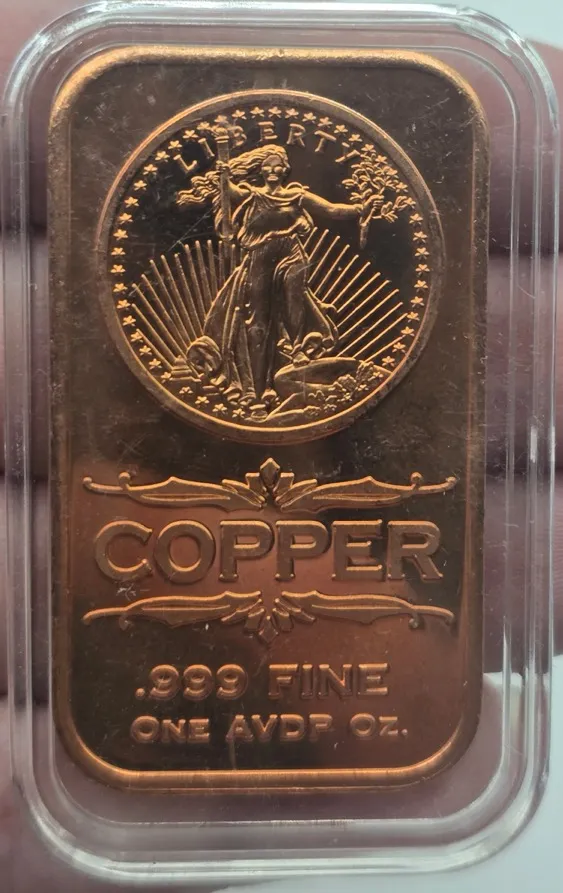 LIBERTY
COPPER
.999 FINE
ONE AVDP OZ.